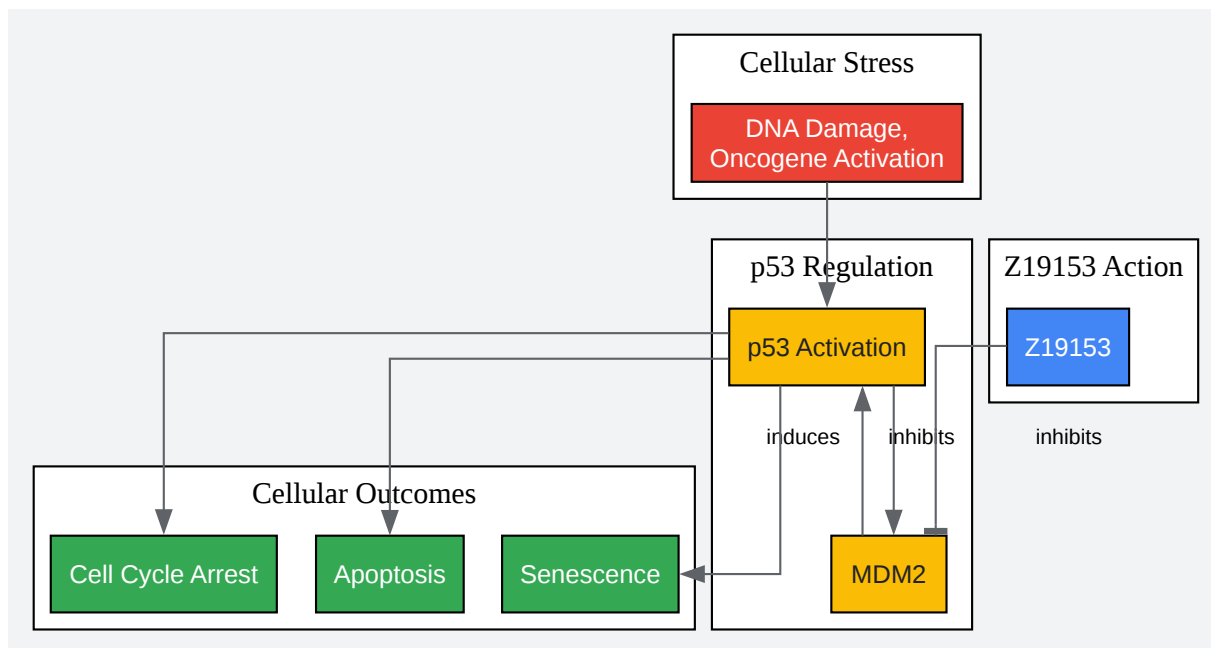 Cellular Stress
DNA Damage,
Oncogene Activation
p53 Regulation
Z19153 Action
p53 Activation
Z19153
induces
inhibits
inhibits
Cellular Outcomes
Cell Cycle Arrest
Apoptosis
Senescence
MDM2